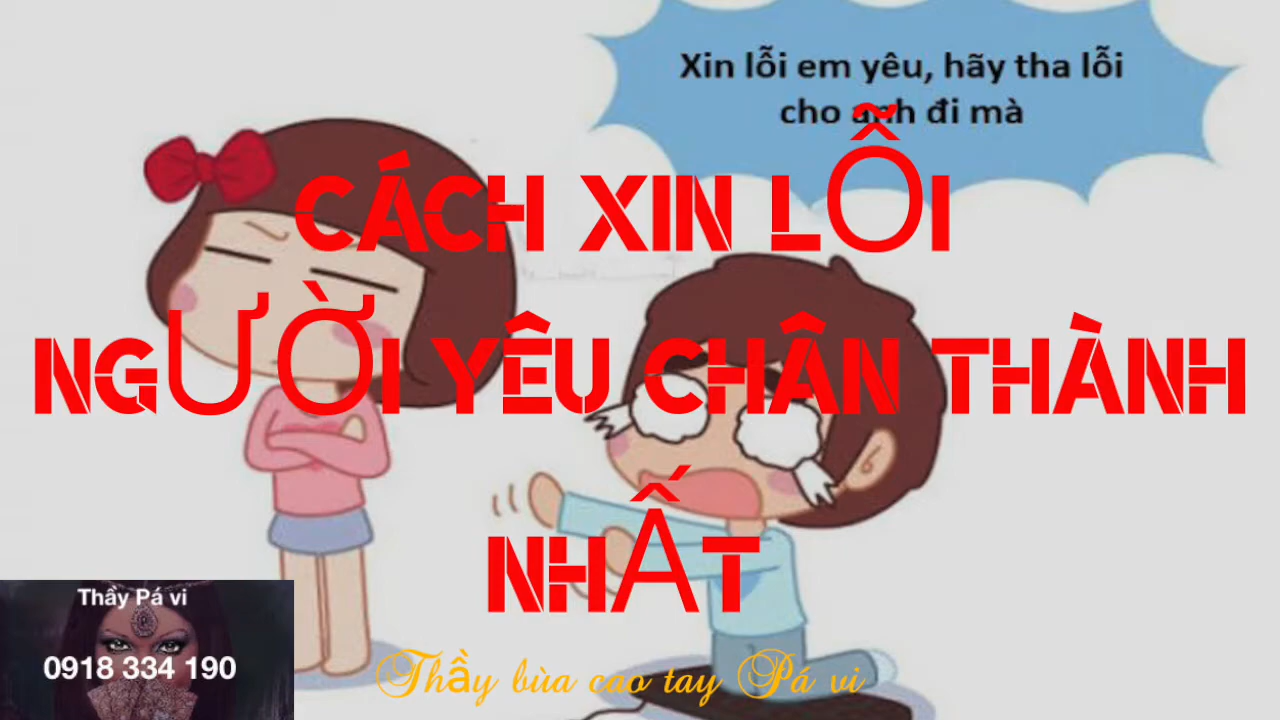 Xin lỗi em yêu, hãy tha lỗi
cho anh đi mà
CÁCH XIN LỖI
NGƯỜI YÊU CHÂN THÀNH
NHẤT
Thầy Pá vi
0918 334 190
Thầy bùa cao tay Pá vi